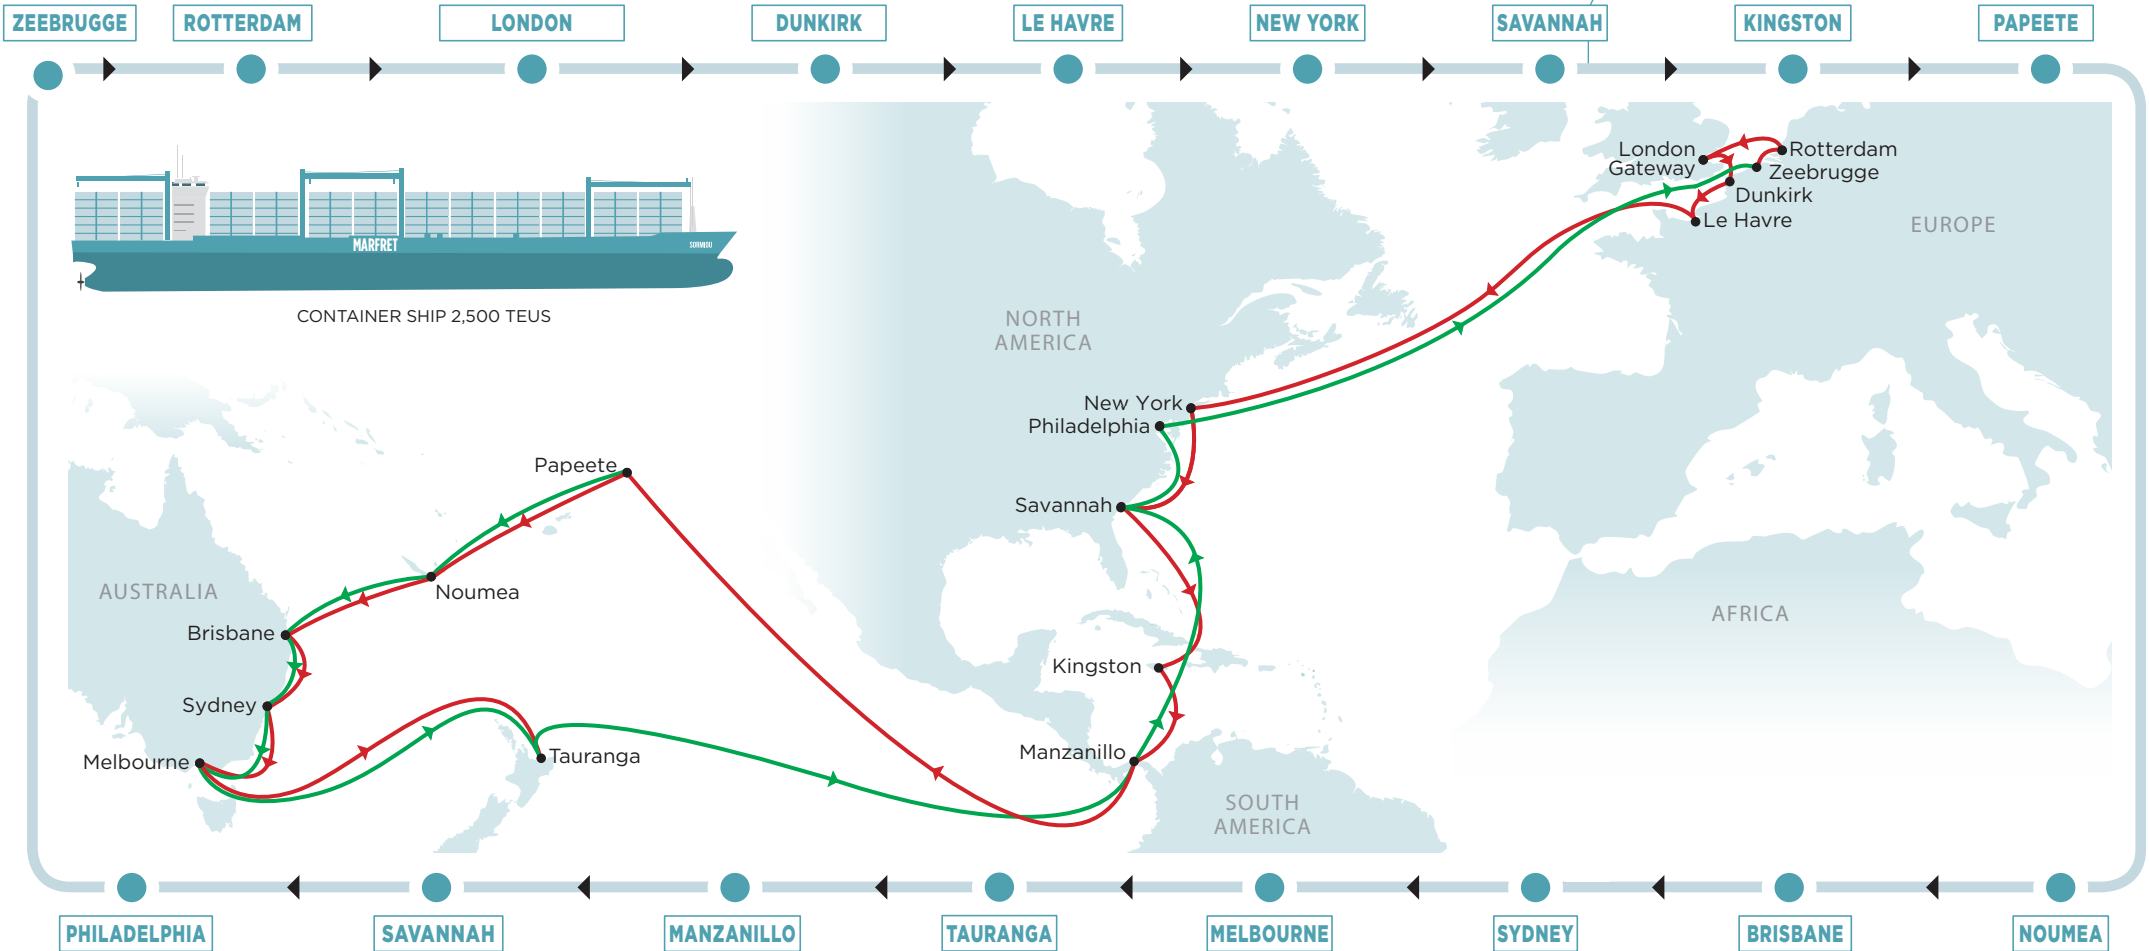 ZEEBRUGGE
ROTTERDAM
LONDON
DUNKIRK
LE HAVRE
NEW YORK
SAVANNAH
KINGSTON
PAPEETE
London
Gateway
Rotterdam
Zeebrugge
Dunkirk
Le Havre
EUROPE
MARFRET
SORMIOU
CONTAINER SHIP 2,500 TEUS
NORTH
AMERICA
New York
Philadelphia
Papeete
Savannah
AUSTRALIA
Noumea
AFRICA
Brisbane
Kingston
Sydney
Melbourne
Tauranga
Manzanillo
SOUTH
AMERICA
PHILADELPHIA
SAVANNAH
MANZANILLO
TAURANGA
MELBOURNE
SYDNEY
BRISBANE
NOUMEA